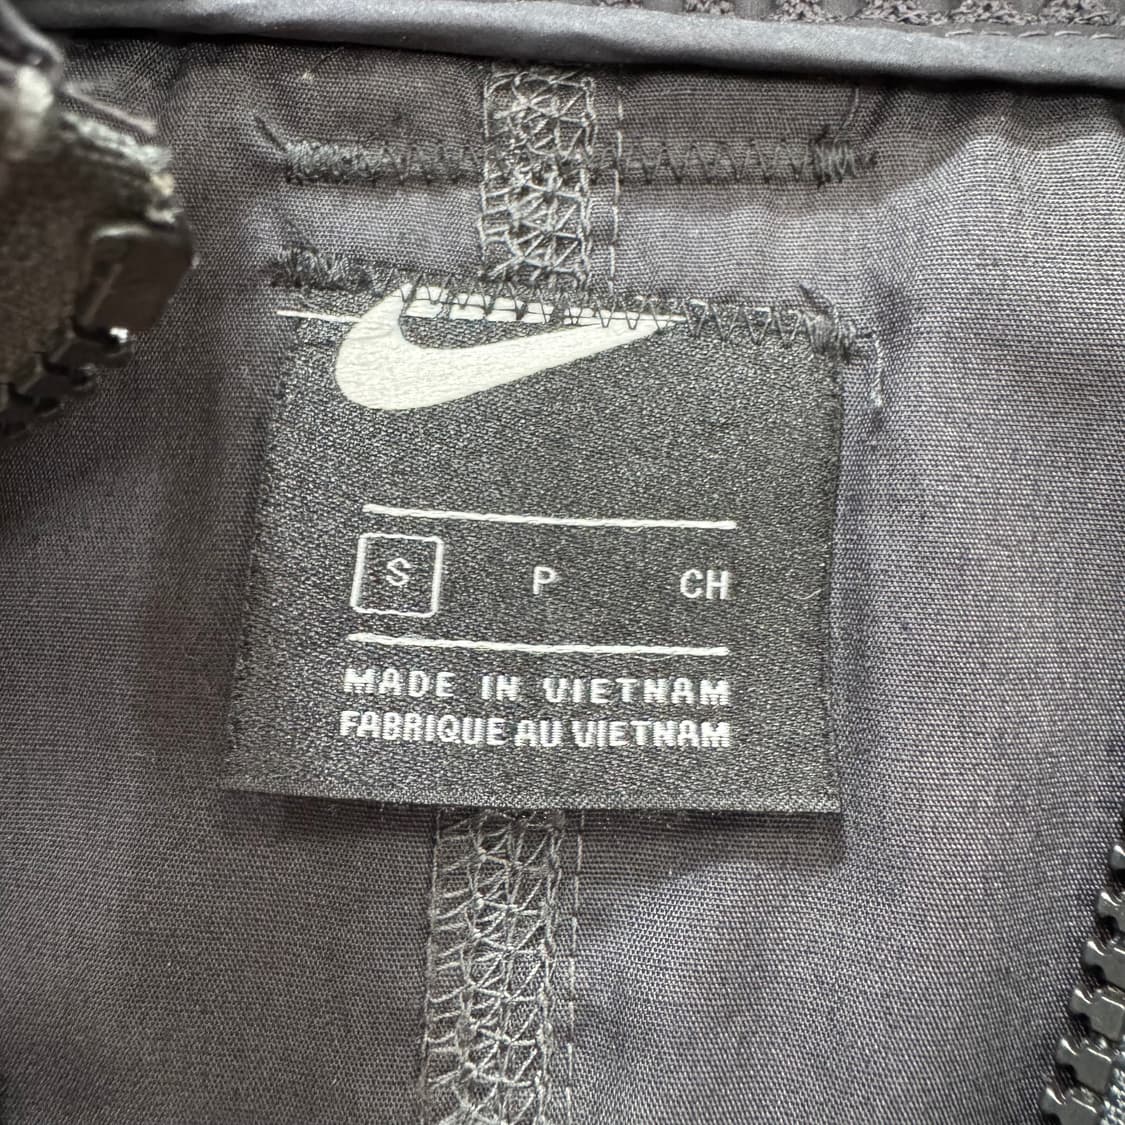 S P CH
MADE IN VIETNAM
FABRIQUE AU VIETNAM